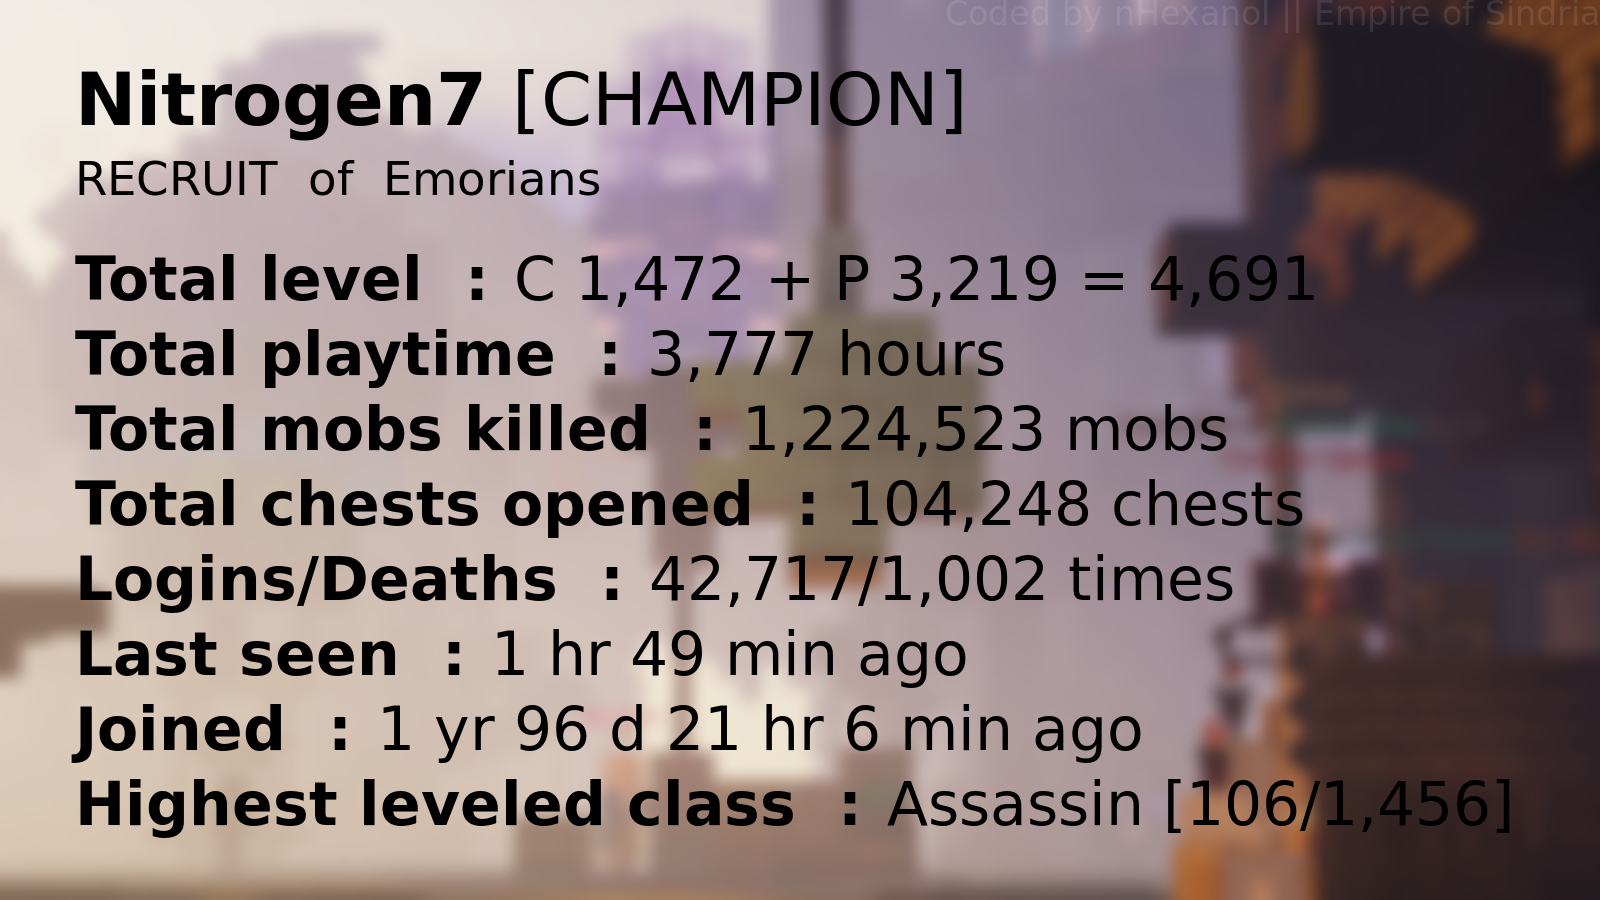 Coded by nHexanol || Empire of Sindria
Nitrogen7 [CHAMPION]
RECRUIT of Emorians
Total level : C 1,472 + P 3,219 = 4,691
Total playtime : 3,777 hours
Total mobs killed : 1,224,523 mobs
Total chests opened : 104,248 chests
Logins/Deaths : 42,717/1,002 times
Last seen : 1 hr 49 min ago
Joined : 1 yr 96 d 21 hr 6 min ago
Highest leveled class : Assassin [106/1,456]